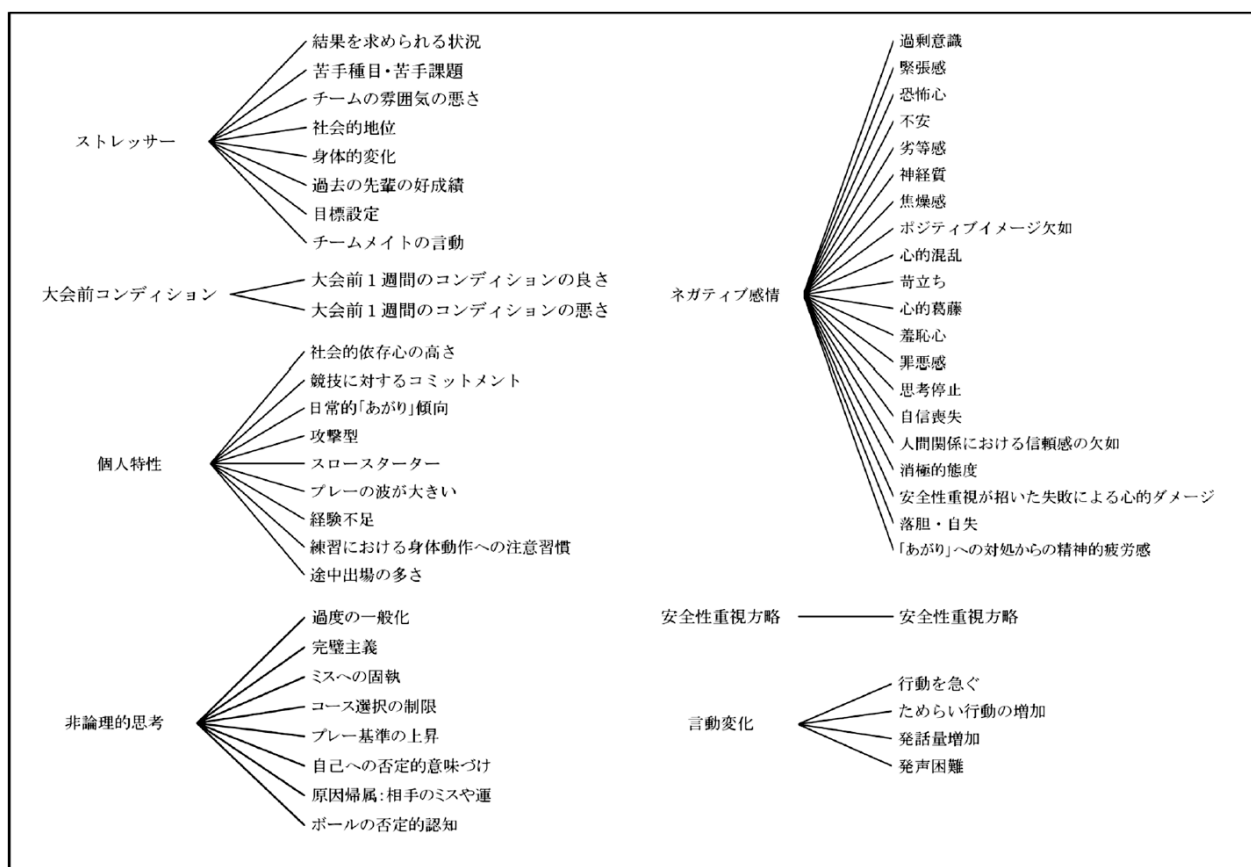 ストレッサー
結果を求められる状況
苦手種目・苦手課題
チームの雰囲気の悪さ
社会的地位
身体的変化
過去の先輩の好成績
目標設定
チームメイトの言動
大会前コンディション
大会前1週間のコンディションの良さ
大会前1週間のコンディションの悪さ
個人特性
社会的依存心の高さ
競技に対するコミットメント
日常的「あがり」傾向
攻撃型
スロースターター
プレーの波が大きい
経験不足
練習における身体動作への注意習慣
途中出場の多さ
非論理的思考
過度の一般化
完璧主義
ミスへの固執
コース選択の制限
プレー基準の上昇
自己への否定的意味づけ
原因帰属:相手のミスや運
ボールの否定的認知
ネガティブ感情
過剰意識
緊張感
恐怖心
不安
劣等感
神経質
焦燥感
ポジティブイメージ欠如
心的混乱
苛立ち
心的葛藤
羞恥心
罪悪感
思考停止
自信喪失
人間関係における信頼感の欠如
消極的態度
安全性重視が招いた失敗による心的ダメージ
落胆・自失
「あがり」への対処からの精神的疲労感
安全性重視方略
安全性重視方略
言動変化
行動を急ぐ
ためらい行動の増加
発話量増加
発声困難